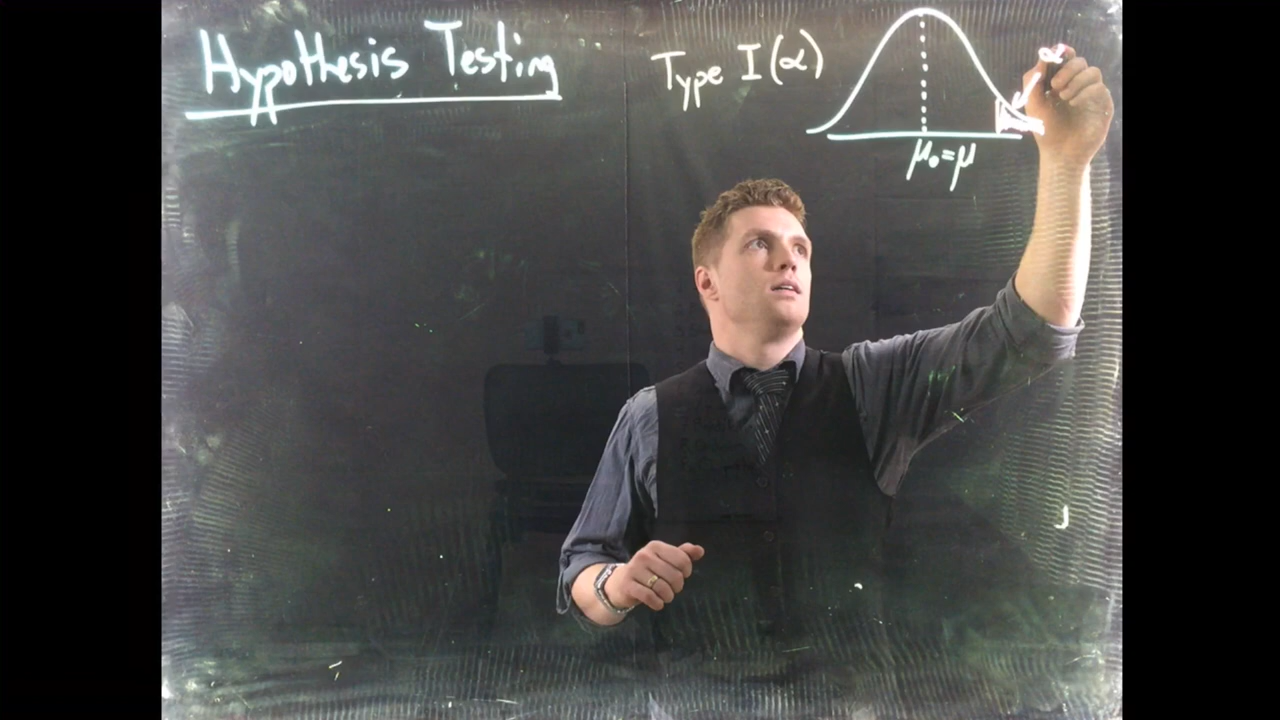 Hypothesis Testing
Type I (α)
α
μ₀ = μ